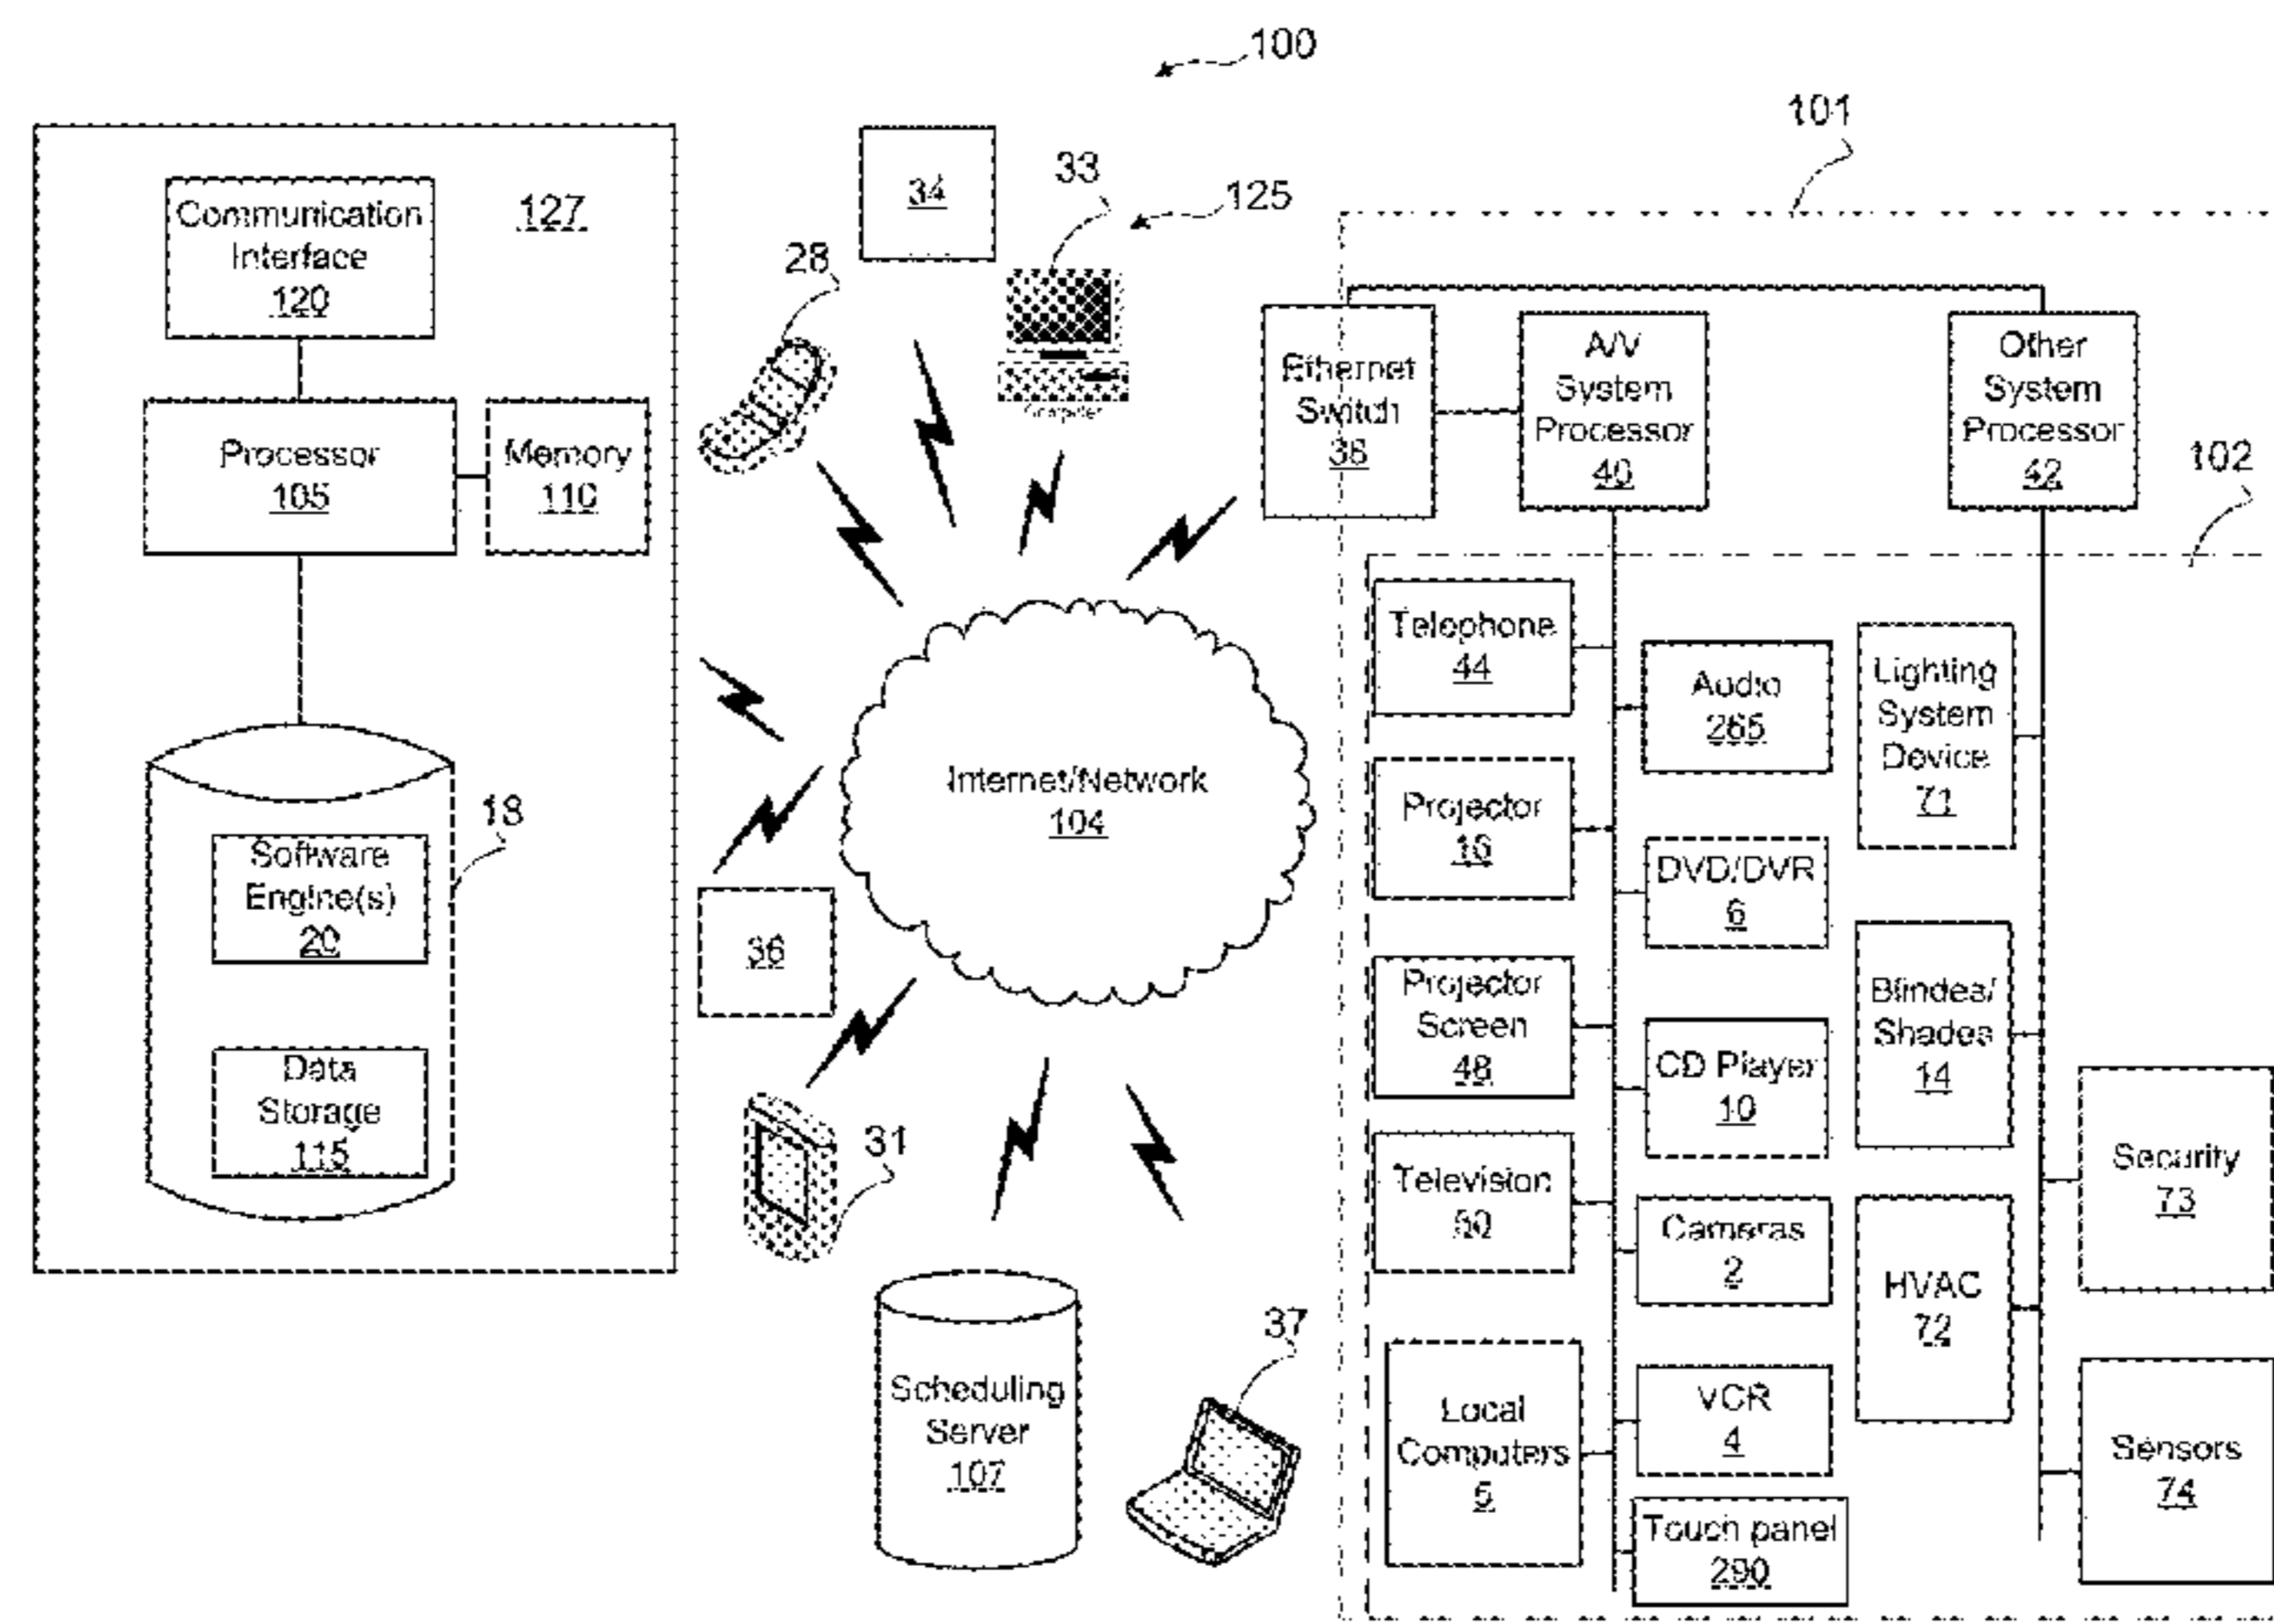 100
101
127
Communication
Interface
120
Processor
105
Memory
110
18
Software
Engine(s)
20
Data
Storage
115
34
33
125
28
Internet/Network
104
36
31
Scheduling
Server
107
37
Ethernet
Switch
38
A/V
System
Processor
40
Other
System
Processor
42
102
Telephone
44
Audio
265
Lighting
System
Device
71
Projector
16
DVD/DVR
6
Projector
Screen
48
CD Player
10
Blindes/
Shades
14
Television
50
Cameras
2
Security
73
HVAC
72
Local
Computers
5
VCR
4
Sensors
74
Touch panel
290